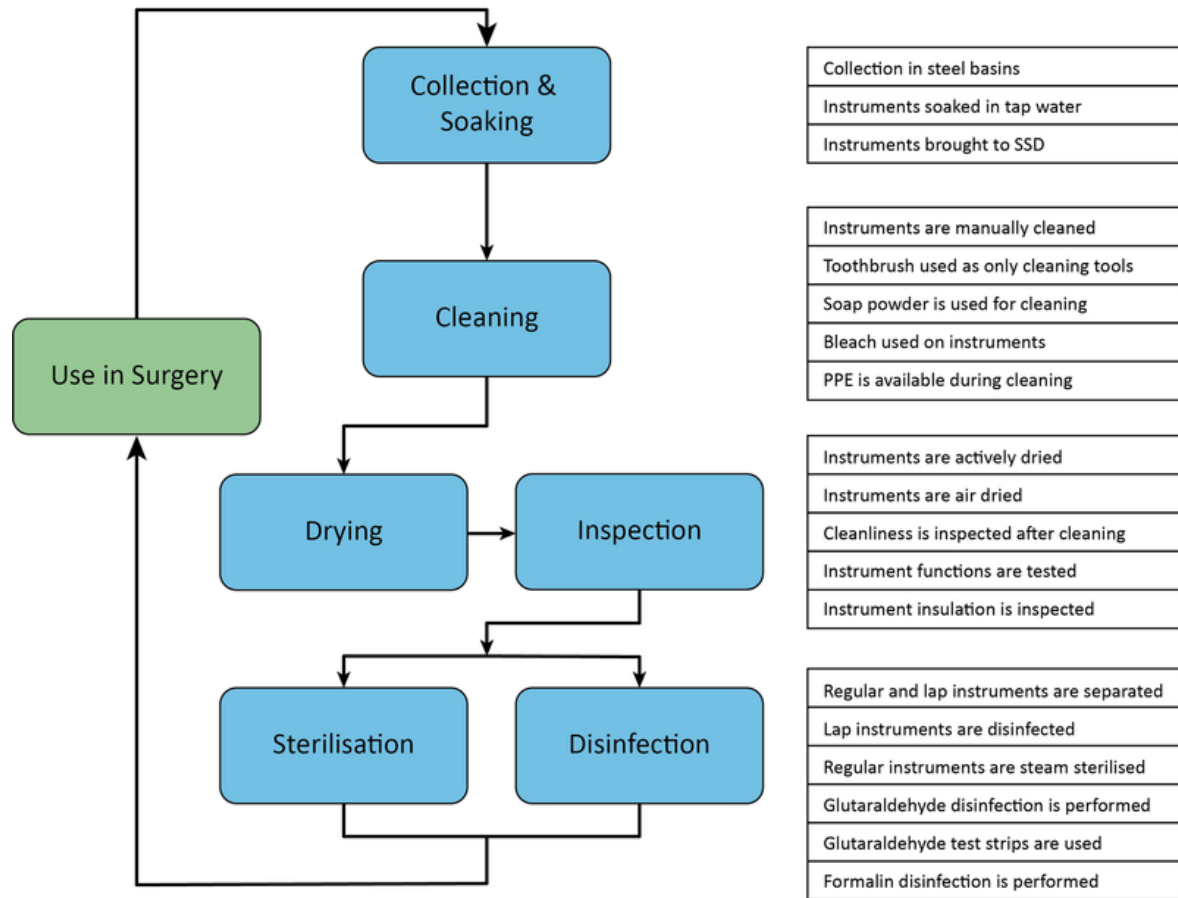 Collection &
Soaking
Cleaning
Use in Surgery
Drying
Inspection
Sterilisation
Disinfection
Collection in steel basins
Instruments soaked in tap water
Instruments brought to SSD
Instruments are manually cleaned
Toothbrush used as only cleaning tools
Soap powder is used for cleaning
Bleach used on instruments
PPE is available during cleaning
Instruments are actively dried
Instruments are air dried
Cleanliness is inspected after cleaning
Instrument functions are tested
Instrument insulation is inspected
Regular and lap instruments are separated
Lap instruments are disinfected
Regular instruments are steam sterilised
Glutaraldehyde disinfection is performed
Glutaraldehyde test strips are used
Formalin disinfection is performed